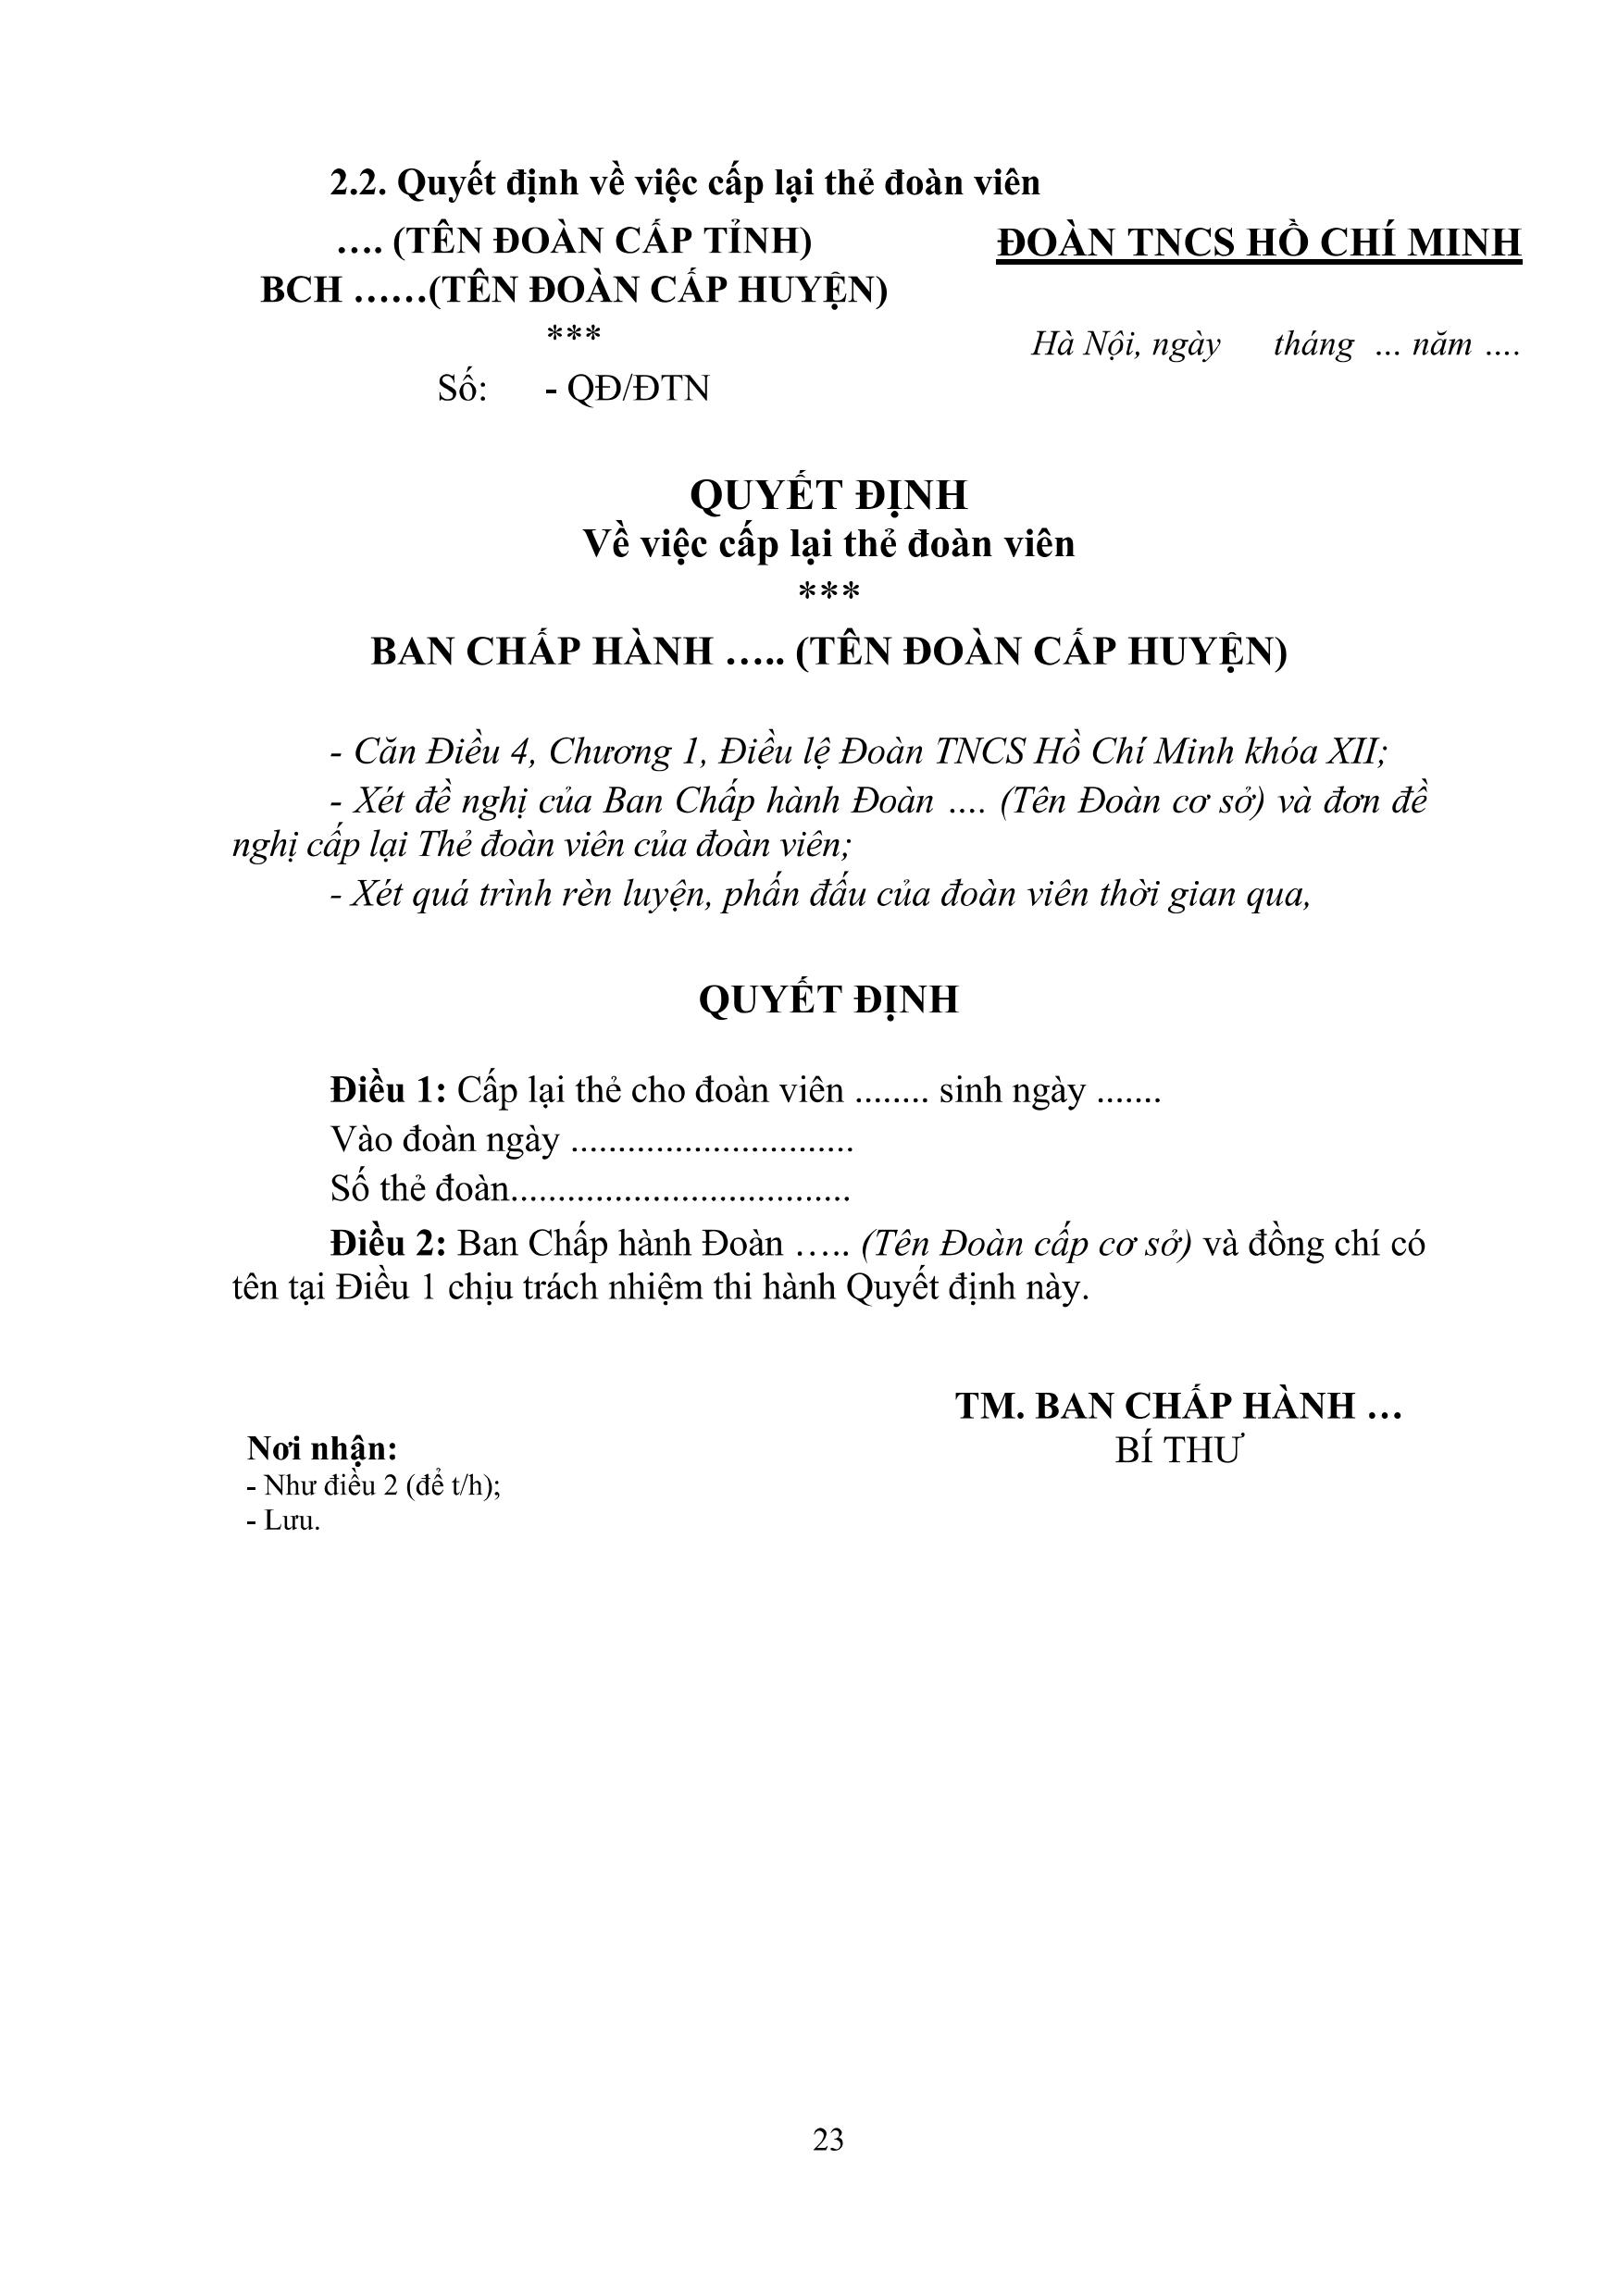 2.2. Quyết định về việc cấp lại thẻ đoàn viên
…. (TÊN ĐOÀN CẤP TỈNH)
BCH ……(TÊN ĐOÀN CẤP HUYỆN)
***
Số:      - QĐ/ĐTN
ĐOÀN TNCS HỒ CHÍ MINH
Hà Nội, ngày      tháng  ... năm ....
QUYẾT ĐỊNH
Về việc cấp lại thẻ đoàn viên
***
BAN CHẤP HÀNH ….. (TÊN ĐOÀN CẤP HUYỆN)
- Căn Điều 4, Chương 1, Điều lệ Đoàn TNCS Hồ Chí Minh khóa XII;
- Xét đề nghị của Ban Chấp hành Đoàn …. (Tên Đoàn cơ sở) và đơn đề
nghị cấp lại Thẻ đoàn viên của đoàn viên;
- Xét quá trình rèn luyện, phấn đấu của đoàn viên thời gian qua,
QUYẾT ĐỊNH
Điều 1: Cấp lại thẻ cho đoàn viên ........ sinh ngày .......
Vào đoàn ngày ..............................
Số thẻ đoàn....................................
Điều 2: Ban Chấp hành Đoàn ….. (Tên Đoàn cấp cơ sở) và đồng chí có
tên tại Điều 1 chịu trách nhiệm thi hành Quyết định này.
TM. BAN CHẤP HÀNH …
BÍ THƯ
Nơi nhận:
- Như điều 2 (để t/h);
- Lưu.
23